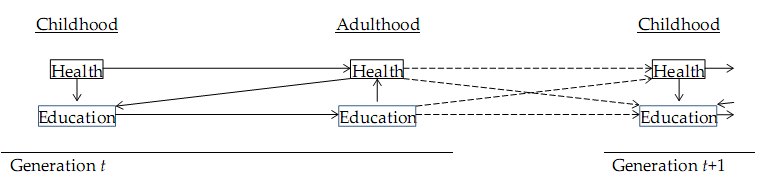 Childhood Adulthood Childhood
Health Health Health
Education Education Education
Generation t Generation t+1